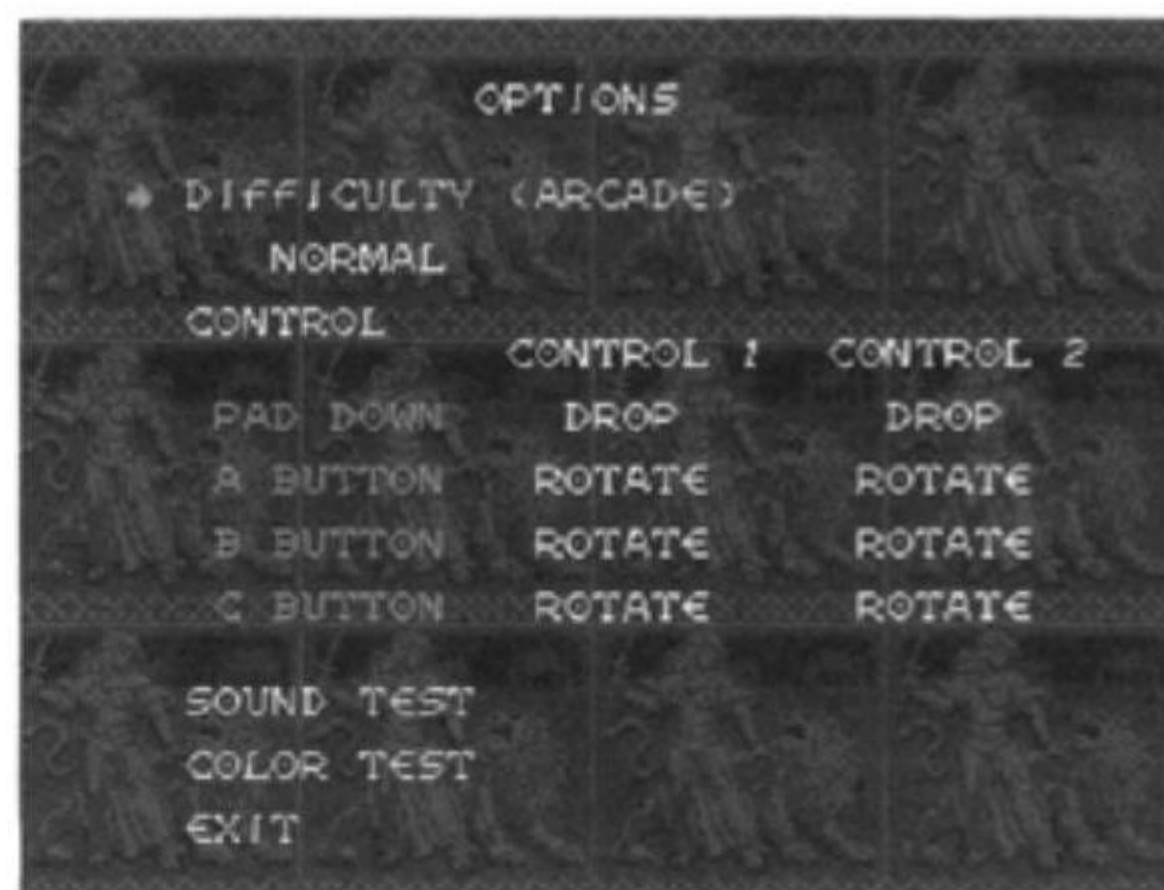 OPTIONS
DIFFICULTY (ARCADE)
NORMAL
CONTROL
CONTROL 1 CONTROL 2
PAD DOWN DROP DROP
A BUTTON ROTATE ROTATE
B BUTTON ROTATE ROTATE
C BUTTON ROTATE ROTATE
SOUND TEST
COLOR TEST
EXIT